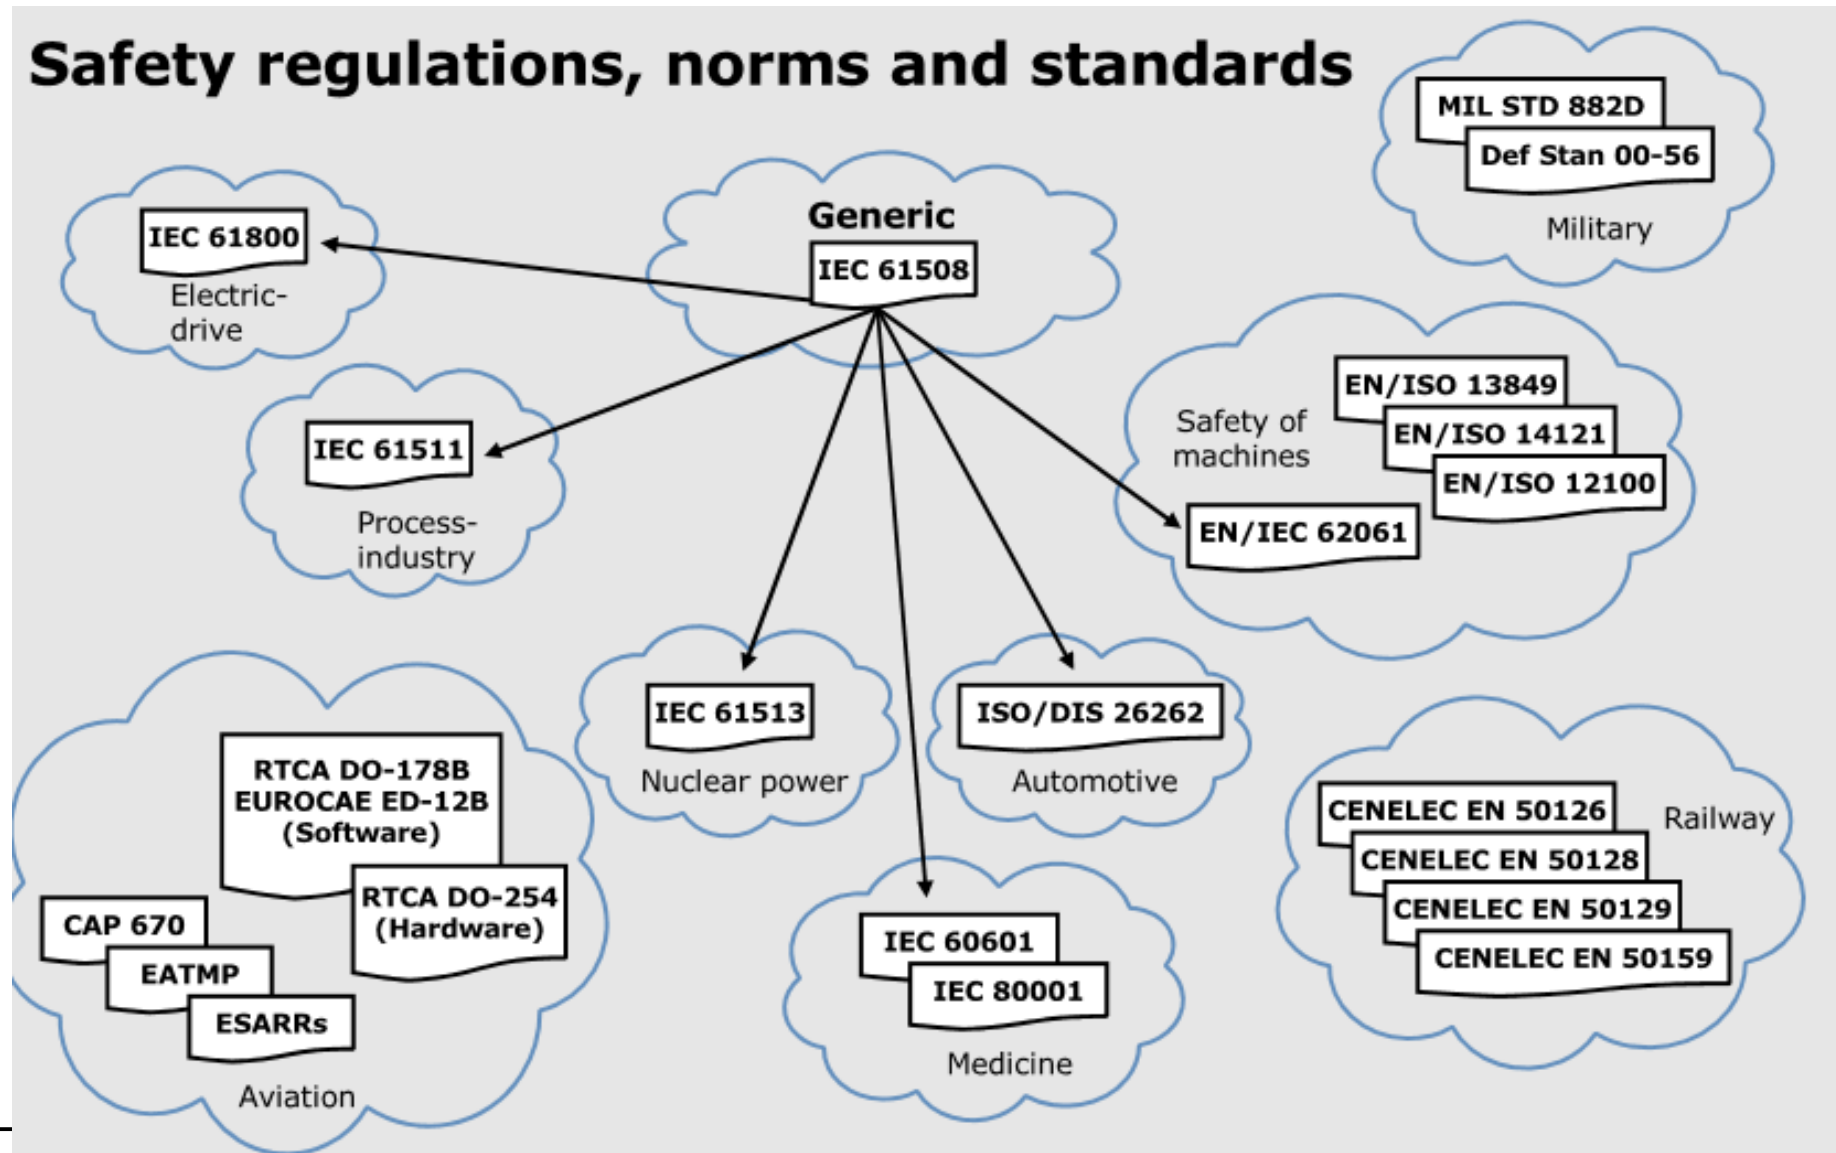 Safety regulations, norms and standards
MIL STD 882D
Def Stan 00-56
Military
Generic
IEC 61508
IEC 61800
Electric-
drive
IEC 61511
Process-
industry
Safety of
machines
EN/ISO 13849
EN/ISO 14121
EN/ISO 12100
EN/IEC 62061
IEC 61513
Nuclear power
ISO/DIS 26262
Automotive
RTCA DO-178B
EUROCAE ED-12B
(Software)
RTCA DO-254
(Hardware)
CAP 670
EATMP
ESARRs
Aviation
IEC 60601
IEC 80001
Medicine
Railway
CENELEC EN 50126
CENELEC EN 50128
CENELEC EN 50129
CENELEC EN 50159